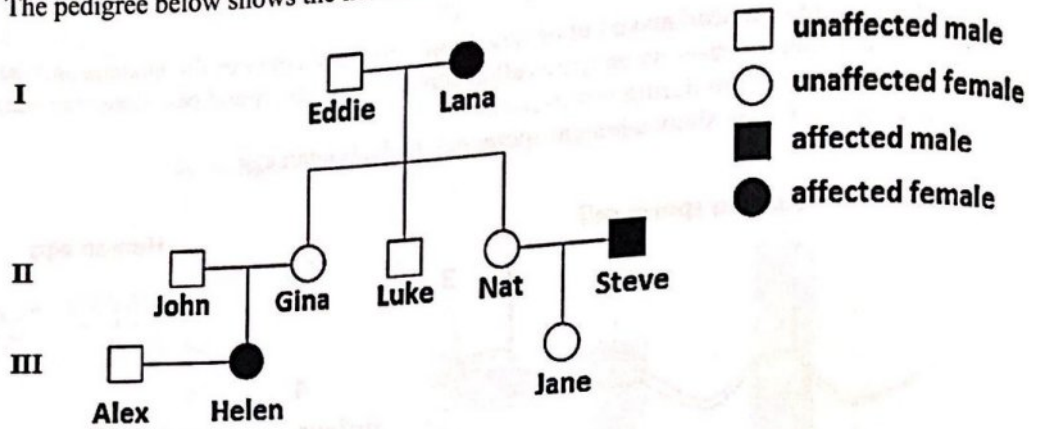 The pedigree below shows the
unaffected male
unaffected female
affected male
affected female
I
Eddie
Lana
II
John
Gina
Luke
Nat
Steve
III
Alex
Helen
Jane